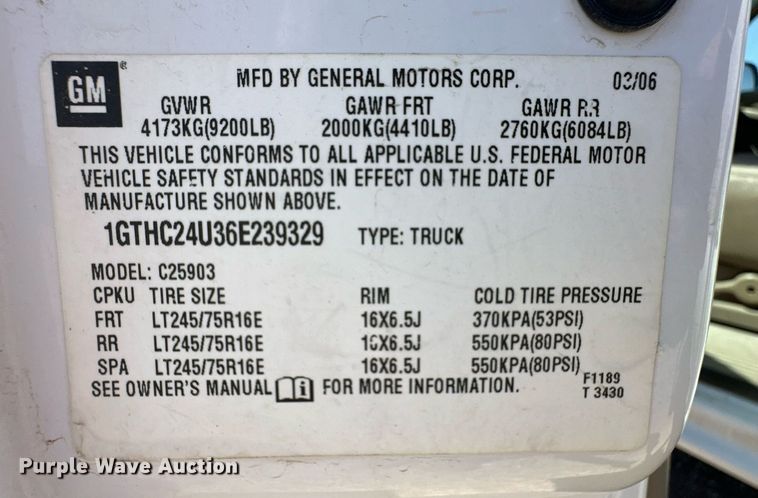 GM ®
MFD BY GENERAL MOTORS CORP. 03/06
GVWR GAWR FRT GAWR RR
4173KG(9200LB) 2000KG(4410LB) 2760KG(6084LB)
THIS VEHICLE CONFORMS TO ALL APPLICABLE U.S. FEDERAL MOTOR
VEHICLE SAFETY STANDARDS IN EFFECT ON THE DATE OF
MANUFACTURE SHOWN ABOVE.
1GTHC24U36E239329 TYPE: TRUCK
MODEL: C25903
CPKU TIRE SIZE RIM COLD TIRE PRESSURE
FRT LT245/75R16E 16X6.5J 370KPA(53PSI)
RR LT245/75R16E 16X6.5J 550KPA(80PSI)
SPA LT245/75R16E 16X6.5J 550KPA(80PSI)
SEE OWNER'S MANUAL i FOR MORE INFORMATION.
F1189
T 3430
Purple Wave Auction